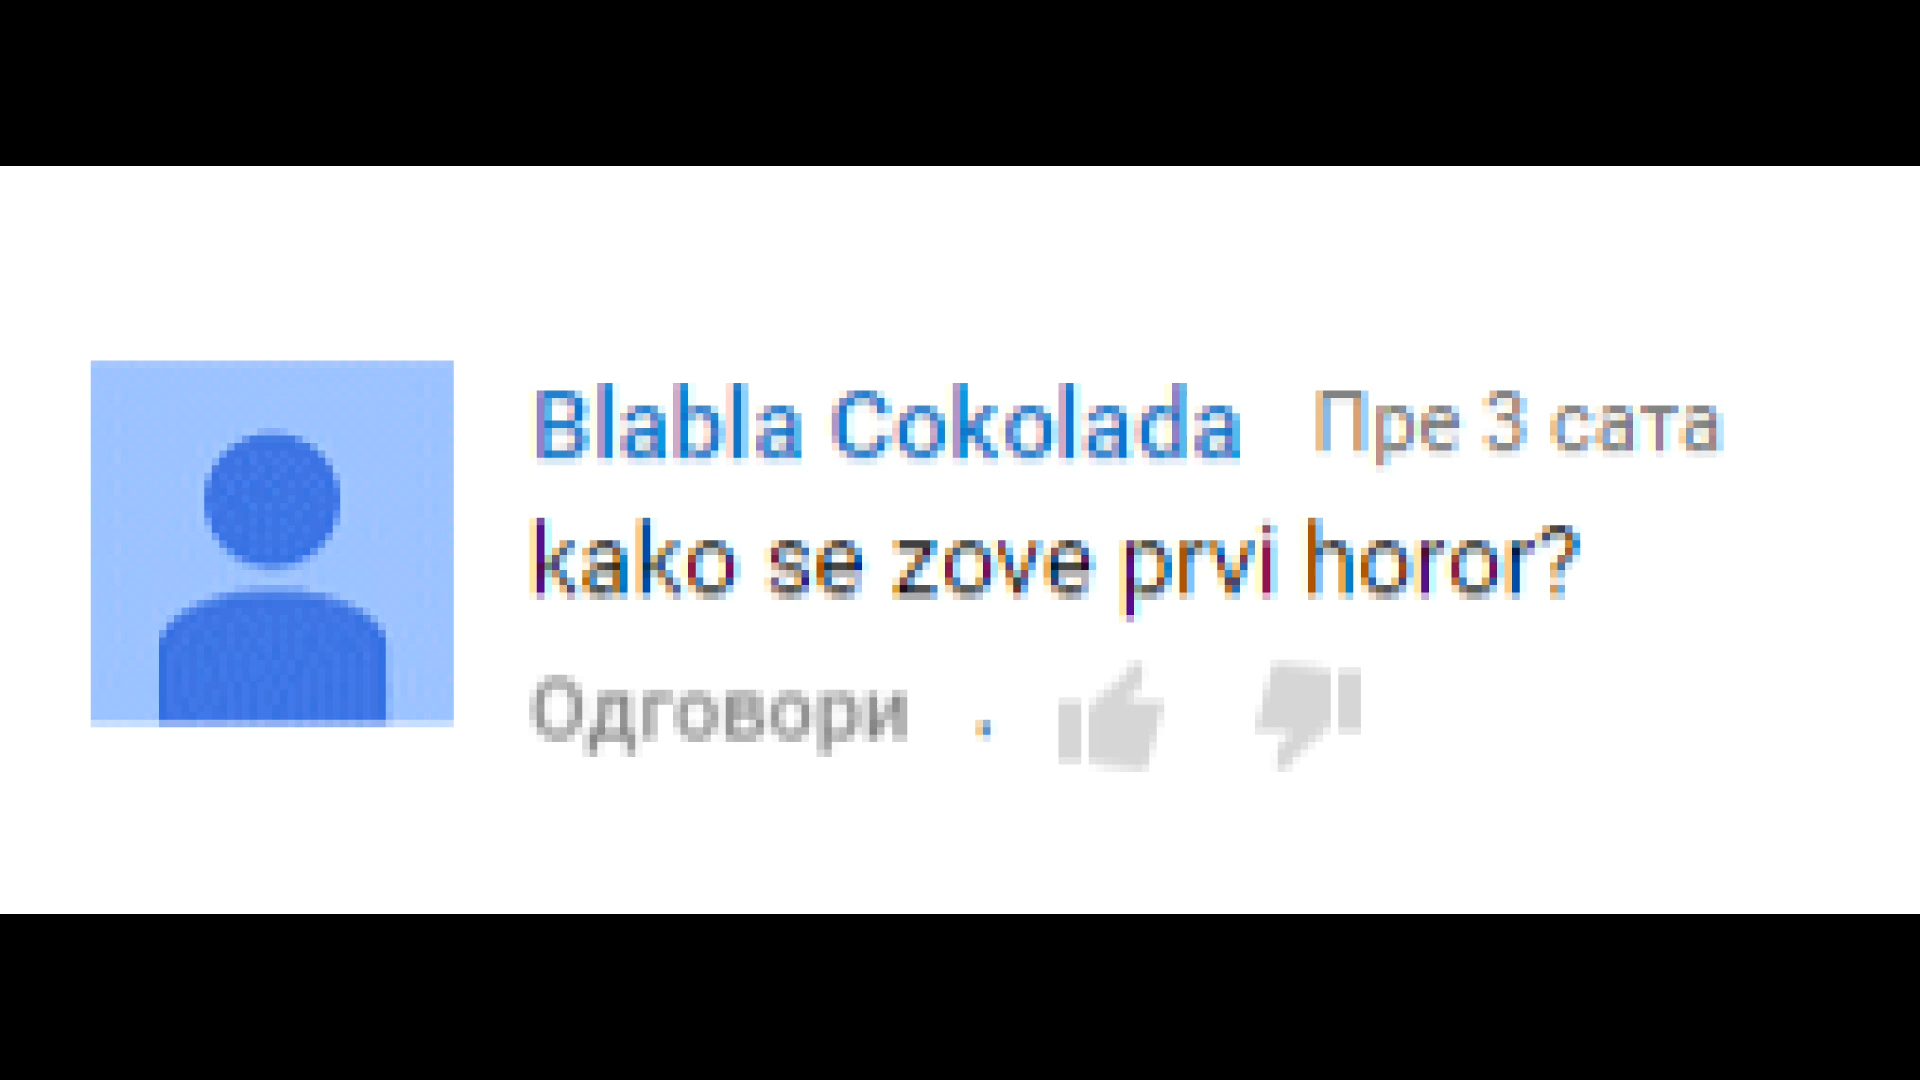 Blabla Cokolada Пре 3 сата
kako se zove prvi horor?
Одговори .